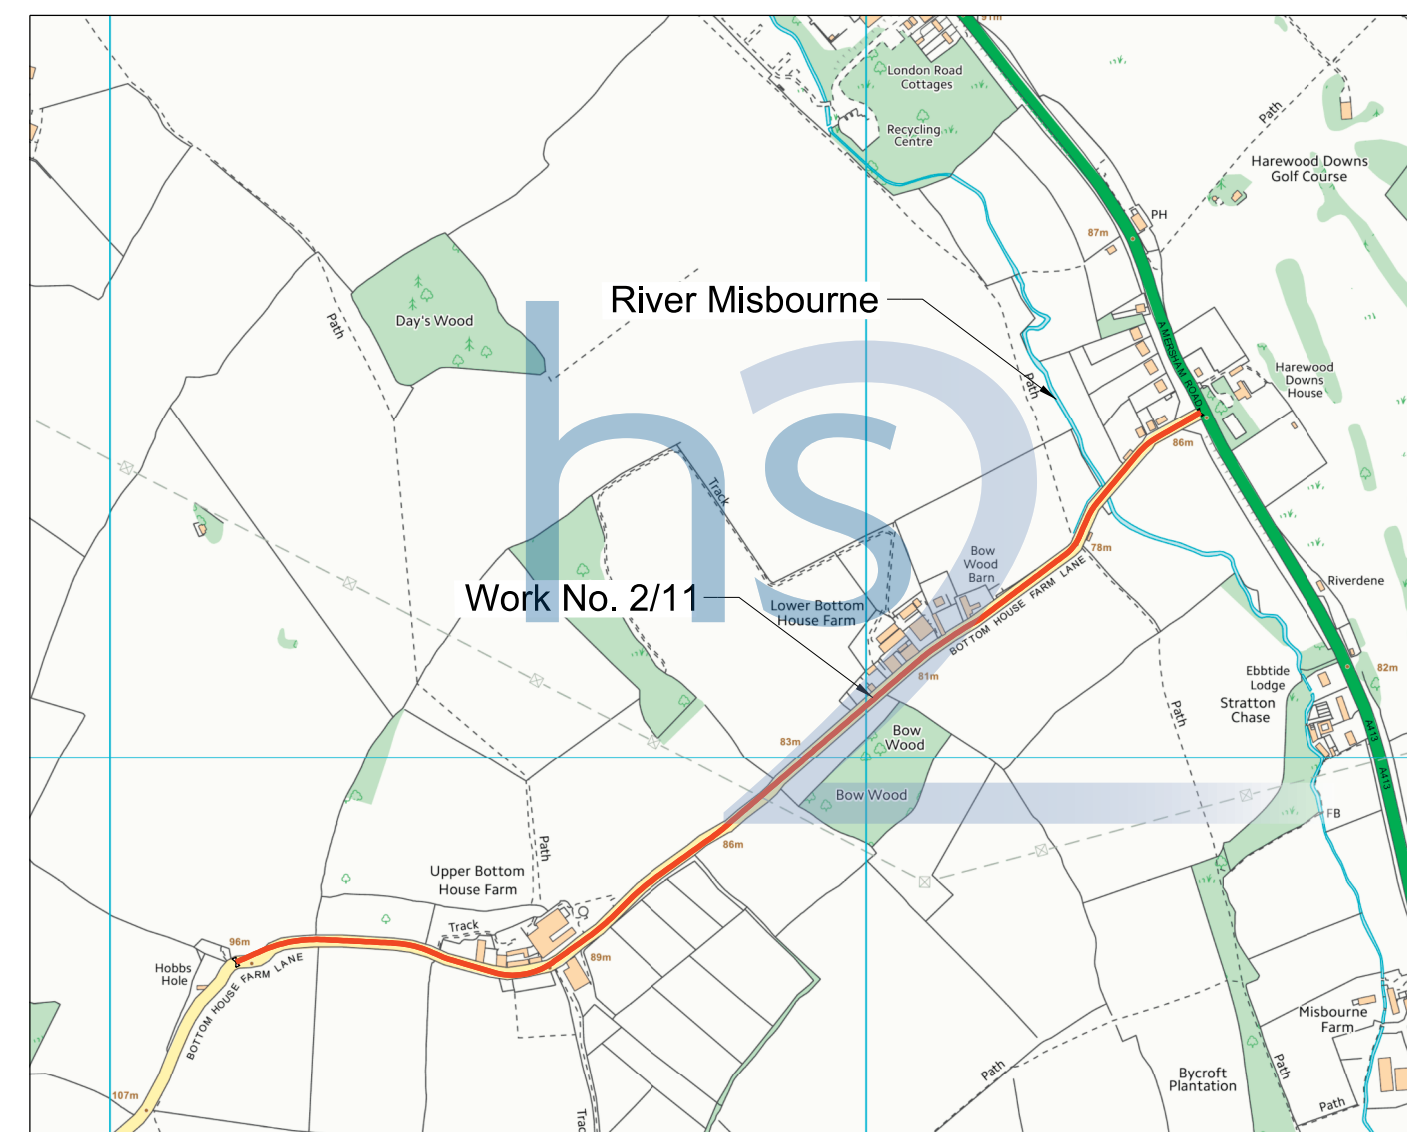 91m
London Road
Cottages
Recycling
Centre
Path
Harewood Downs
Golf Course
PH
87m
River Misbourne
Day's Wood
Path
AMERSHAM ROAD
Harewood
Downs
House
Path
86m
hs2
Track
78m
Bow
Wood
Barn
Riverdene
Work No. 2/11
Lower Bottom
House Farm
BOTTOM HOUSE FARM LANE
81m
Ebbtide
Lodge
82m
Stratton
Chase
Path
A413
83m
Bow
Wood
A413
Bow Wood
FB
86m
Path
Upper Bottom
House Farm
Track
96m
89m
Hobbs
Hole
BOTTOM HOUSE FARM LANE
Misbourne
Farm
Path
Path
Bycroft
Plantation
107m
Path
Trac